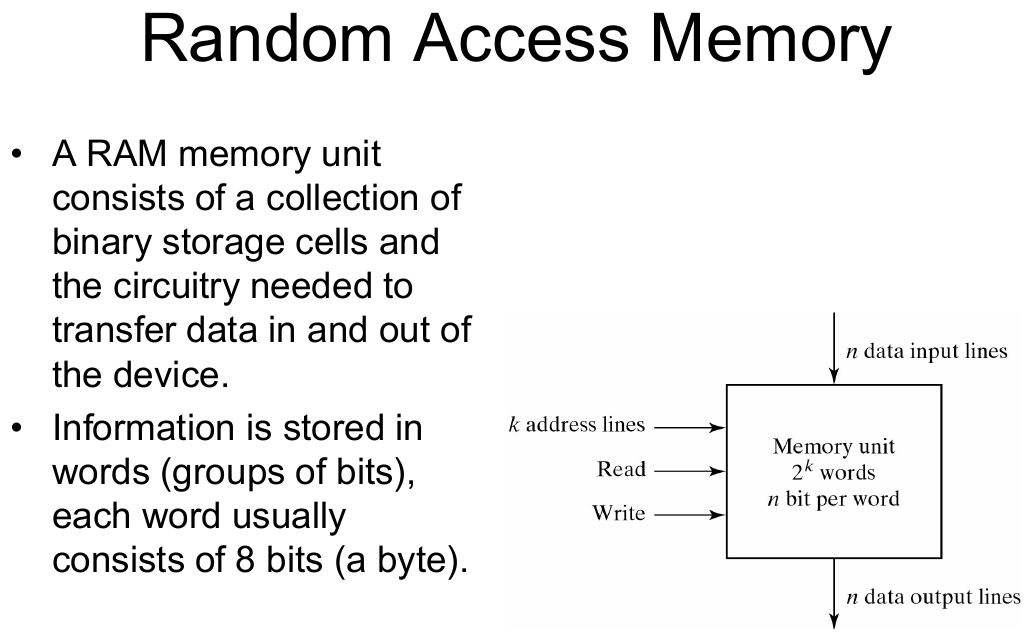 Random Access Memory
• A RAM memory unit
consists of a collection of
binary storage cells and
the circuitry needed to
transfer data in and out of
the device.
• Information is stored in
words (groups of bits),
each word usually
consists of 8 bits (a byte).
n data input lines
k address lines
Read
Write
Memory unit
2^k words
n bit per word
n data output lines